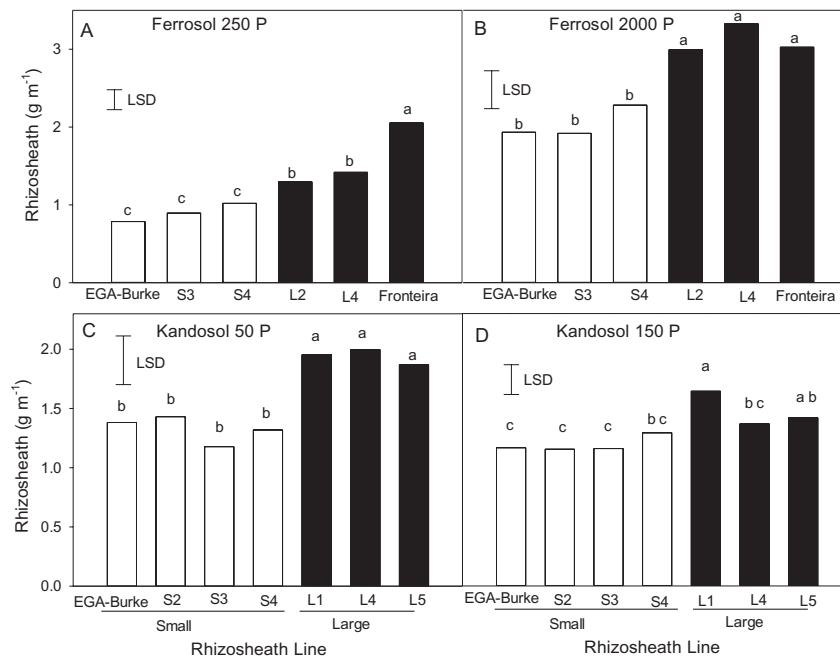 A
Ferrosol 250 P
3
2
1
0
Rhizosheath (g m⁻¹)
LSD
c
c
c
b
b
a
EGA-Burke S3 S4 L2 L4 Fronteira
B
Ferrosol 2000 P
LSD
b
b
b
a
a
a
EGA-Burke S3 S4 L2 L4 Fronteira
C
Kandosol 50 P
2.0
1.5
1.0
0.5
0.0
Rhizosheath (g m⁻¹)
LSD
b
b
b
b
a
a
a
EGA-Burke S2 S3 S4 L1 L4 L5
Small Large
Rhizosheath Line
D
Kandosol 150 P
LSD
c
c
c
b c
a
b c
a b
EGA-Burke S2 S3 S4 L1 L4 L5
Small Large
Rhizosheath Line